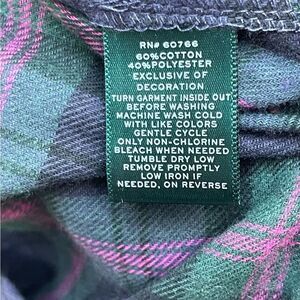 RN# 60766
60%COTTON
40%POLYESTER
EXCLUSIVE OF
DECORATION
TURN GARMENT INSIDE OUT
BEFORE WASHING
MACHINE WASH COLD
WITH LIKE COLORS
GENTLE CYCLE
ONLY NON-CHLORINE
BLEACH WHEN NEEDED
TUMBLE DRY LOW
REMOVE PROMPTLY
LOW IRON IF
NEEDED, ON REVERSE